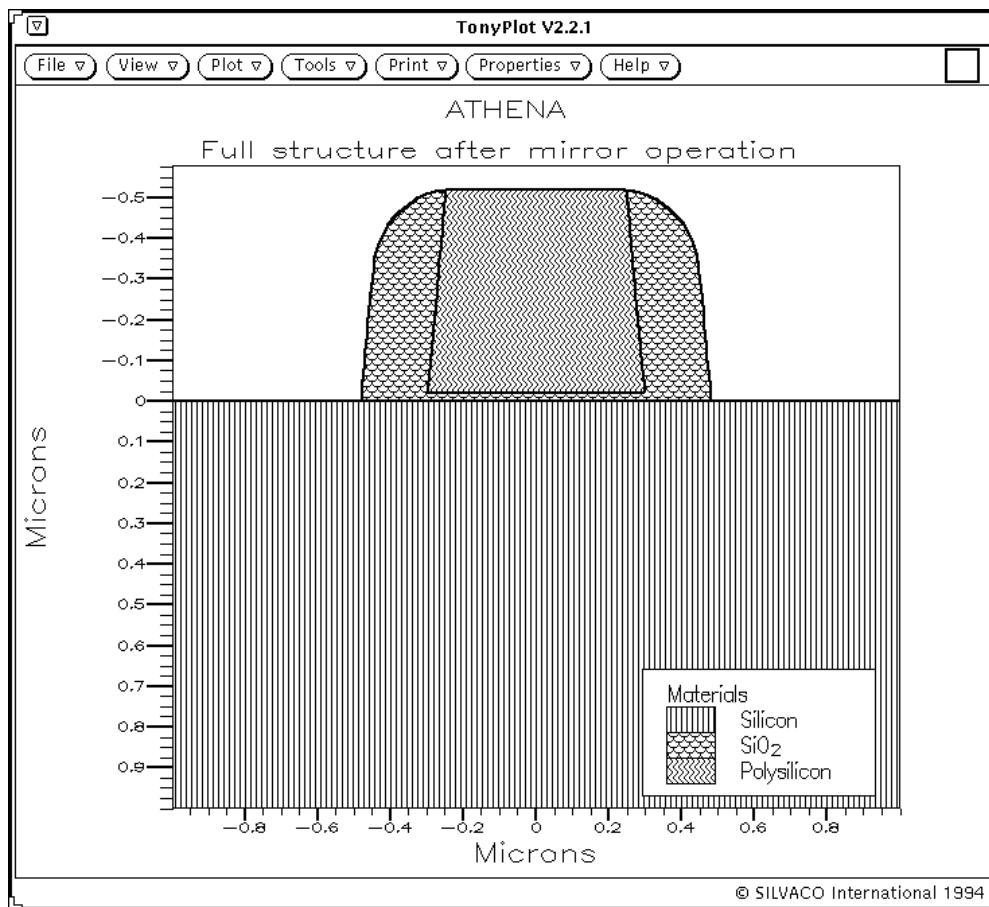 TonyPlot V2.2.1
File View Plot Tools Print Properties Help
ATHENA
Full structure after mirror operation
−0.5
−0.4
−0.3
−0.2
−0.1
0
0.1
0.2
0.3
0.4
0.5
0.6
0.7
0.8
0.9
Microns
Materials
Silicon
SiO2
Polysilicon
−0.8 −0.6 −0.4 −0.2 0 0.2 0.4 0.6 0.8
Microns
© SILVACO International 1994